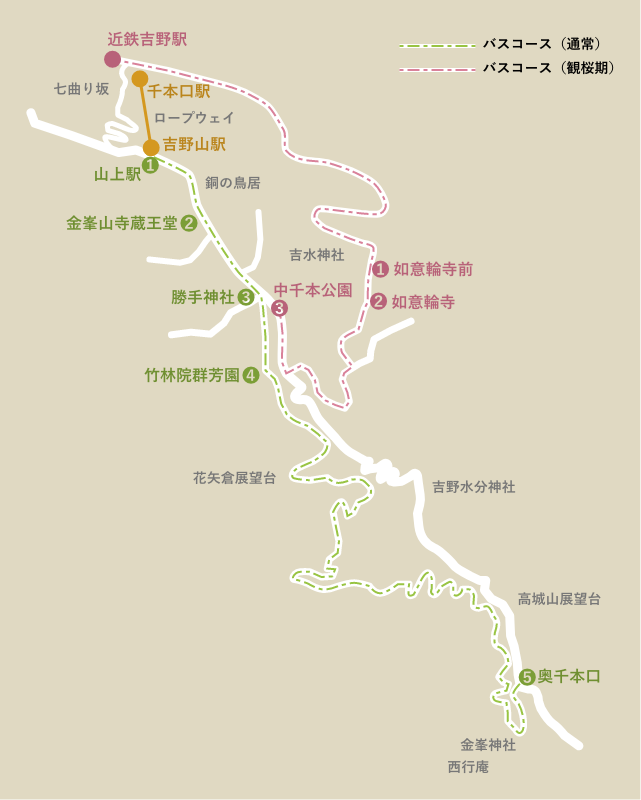 近鉄吉野駅
バスコース（通常）
バスコース（観桜期）
七曲り坂
千本口駅
ロープウェイ
吉野山駅
1
山上駅
銅の鳥居
金峯山寺蔵王堂 2
吉水神社
1 如意輪寺前
中千本公園
3
勝手神社 3
2 如意輪寺
竹林院群芳園 4
花矢倉展望台
吉野水分神社
高城山展望台
5 奥千本口
金峯神社
西行庵